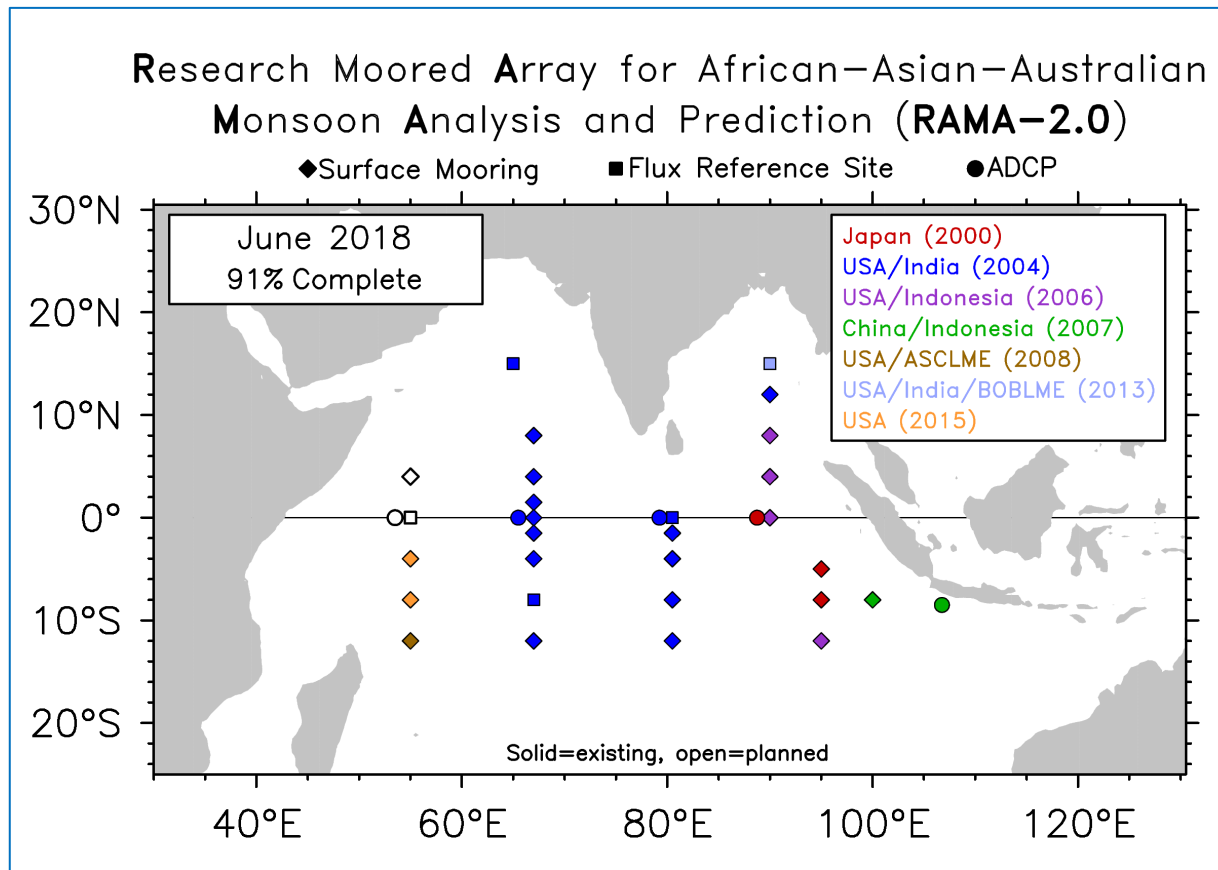 Research Moored Array for African-Asian-Australian
Monsoon Analysis and Prediction (RAMA-2.0)
Surface Mooring Flux Reference Site ADCP
30°N
June 2018
91% Complete
Japan (2000)
USA/India (2004)
USA/Indonesia (2006)
China/Indonesia (2007)
USA/ASCLME (2008)
USA/India/BOBLME (2013)
USA (2015)
20°N
10°N
0°
10°S
20°S
Solid=existing, open=planned
40°E 60°E 80°E 100°E 120°E